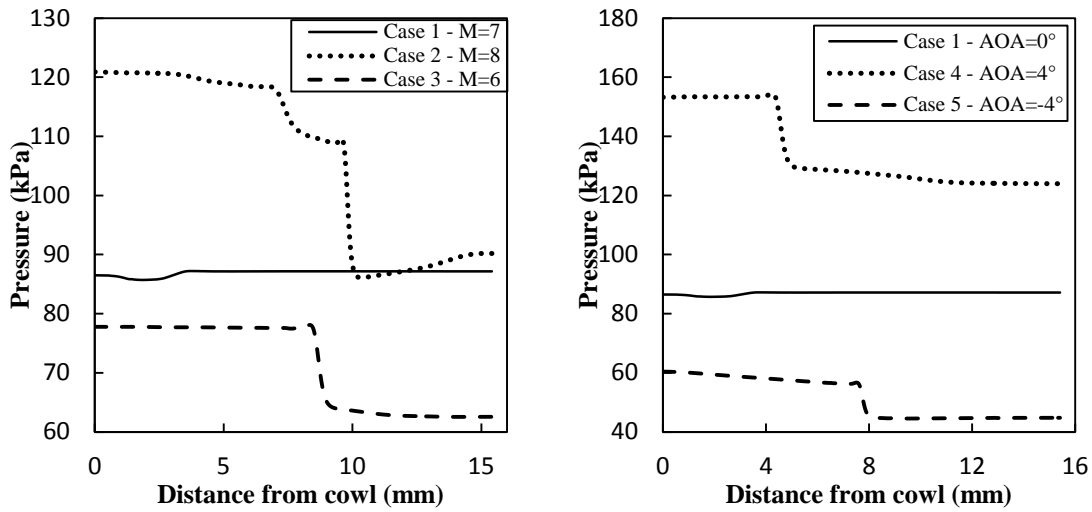 130
120
110
100
90
80
70
60
Pressure (kPa)
0 5 10 15
Distance from cowl (mm)
Case 1 - M=7
Case 2 - M=8
Case 3 - M=6
180
160
140
120
100
80
60
40
Pressure (kPa)
0 4 8 12 16
Distance from cowl (mm)
Case 1 - AOA=0°
Case 4 - AOA=4°
Case 5 - AOA=-4°